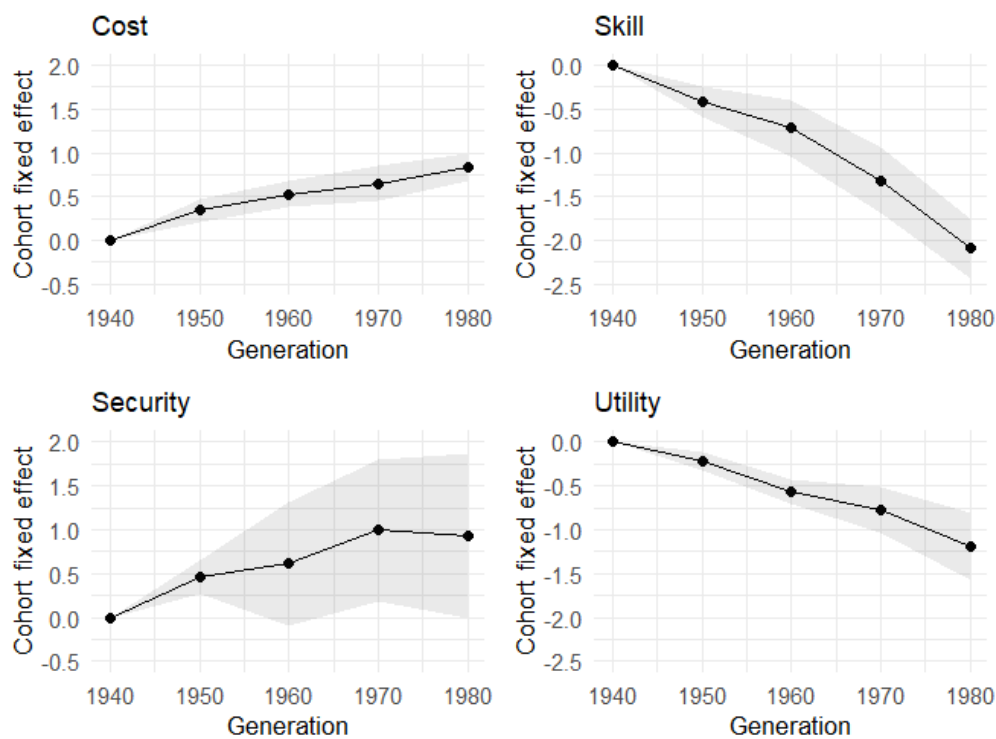 Cost
Cohort fixed effect
2.0
1.5
1.0
0.5
0.0
-0.5
1940 1950 1960 1970 1980
Generation
Skill
Cohort fixed effect
0.0
-0.5
-1.0
-1.5
-2.0
-2.5
1940 1950 1960 1970 1980
Generation
Security
Cohort fixed effect
2.0
1.5
1.0
0.5
0.0
-0.5
1940 1950 1960 1970 1980
Generation
Utility
Cohort fixed effect
0.0
-0.5
-1.0
-1.5
-2.0
-2.5
1940 1950 1960 1970 1980
Generation